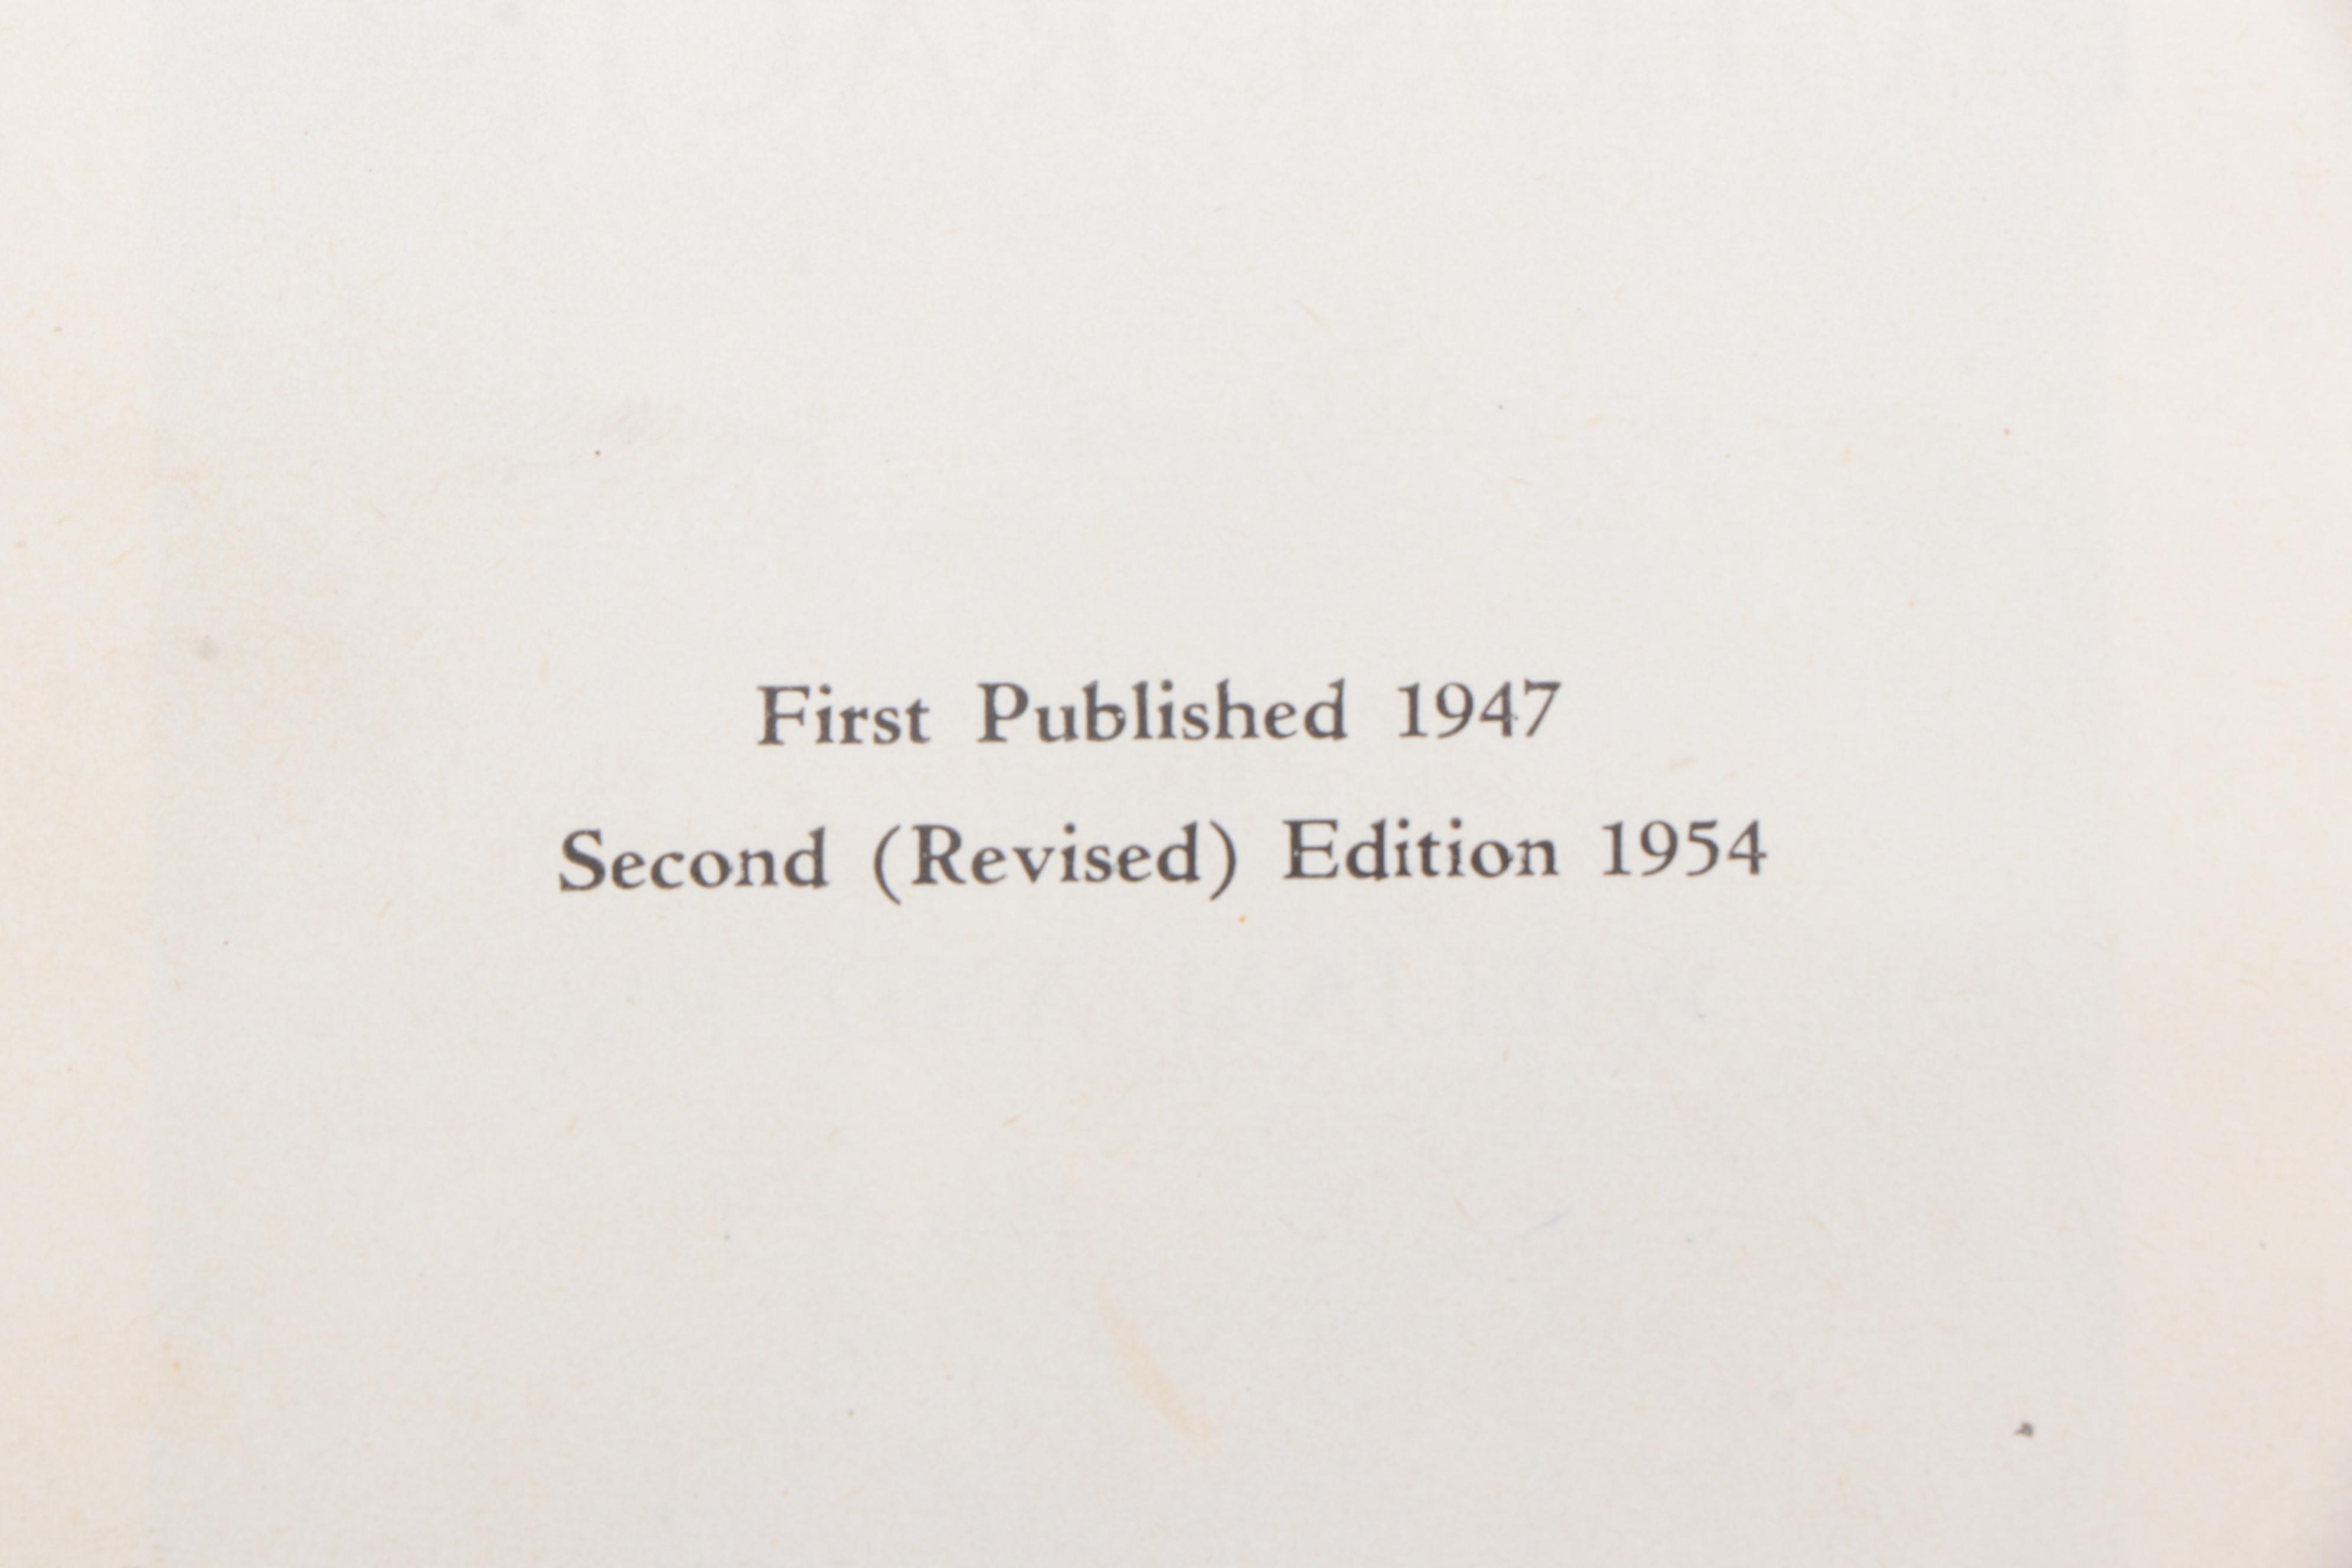 First Published 1947
Second (Revised) Edition 1954